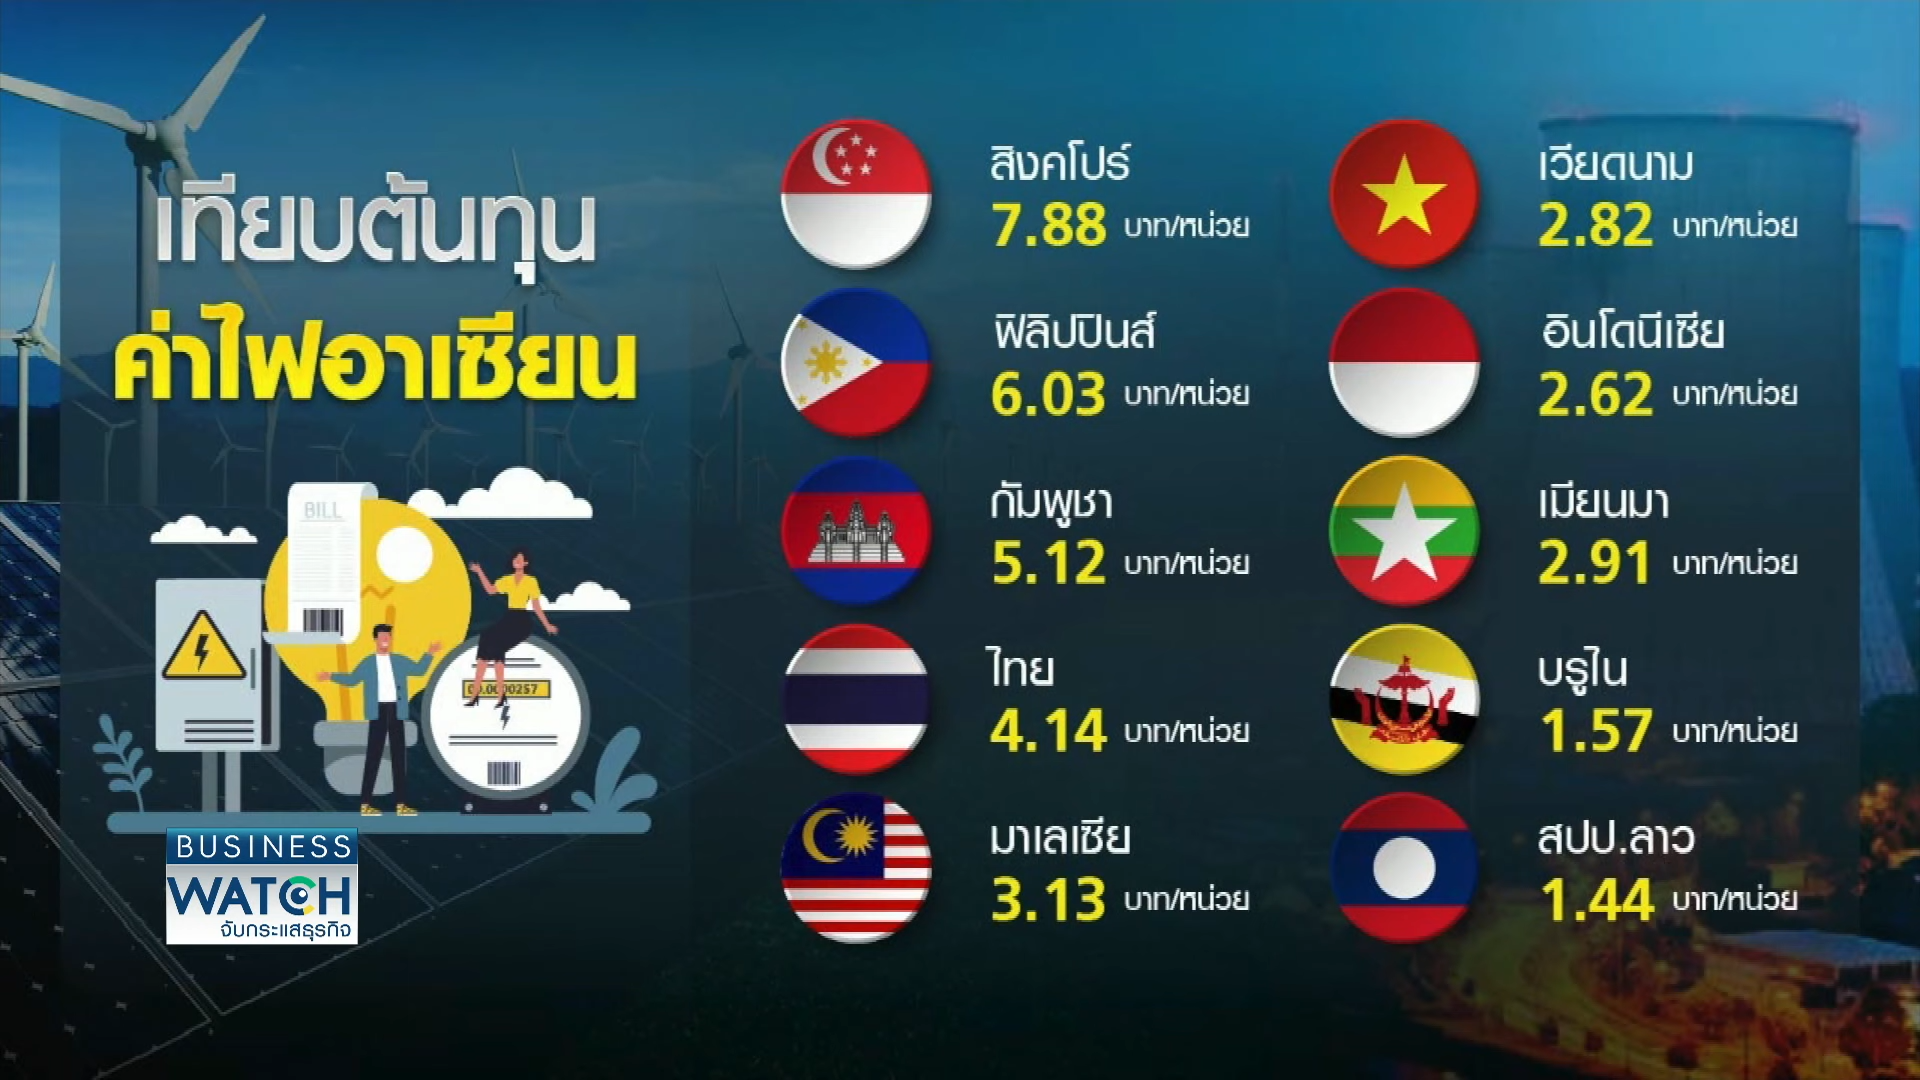 เทียบต้นทุน
ค่าไฟอาเซียน
BILL
00.0000257
BUSINESS
WATCH
จับกระแสธุรกิจ
สิงคโปร์
7.88 บาท/หน่วย
ฟิลิปปินส์
6.03 บาท/หน่วย
กัมพูชา
5.12 บาท/หน่วย
ไทย
4.14 บาท/หน่วย
มาเลเซีย
3.13 บาท/หน่วย
เวียดนาม
2.82 บาท/หน่วย
อินโดนีเซีย
2.62 บาท/หน่วย
เมียนมา
2.91 บาท/หน่วย
บรูไน
1.57 บาท/หน่วย
สปป.ลาว
1.44 บาท/หน่วย